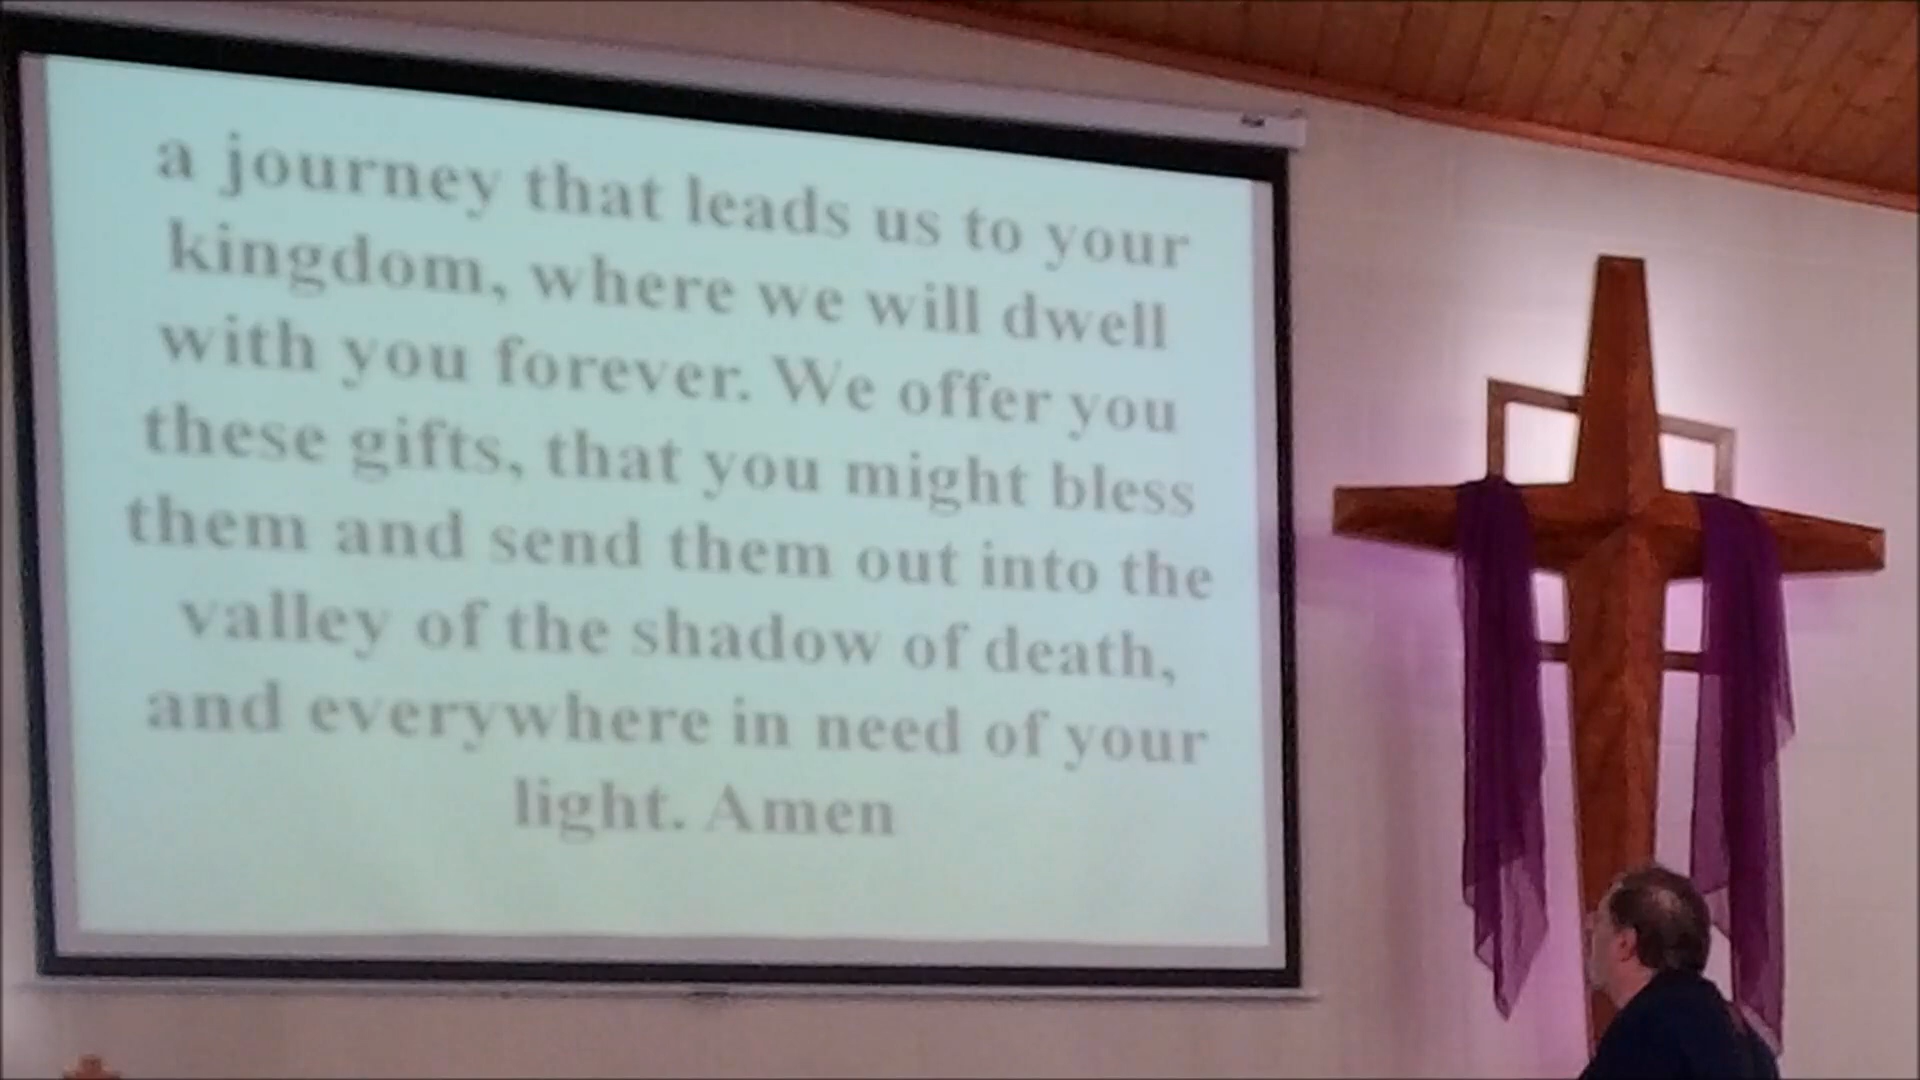 a journey that leads us to your
kingdom, where we will dwell
with you forever. We offer you
these gifts, that you might bless
them and send them out into the
valley of the shadow of death,
and everywhere in need of your
light. Amen